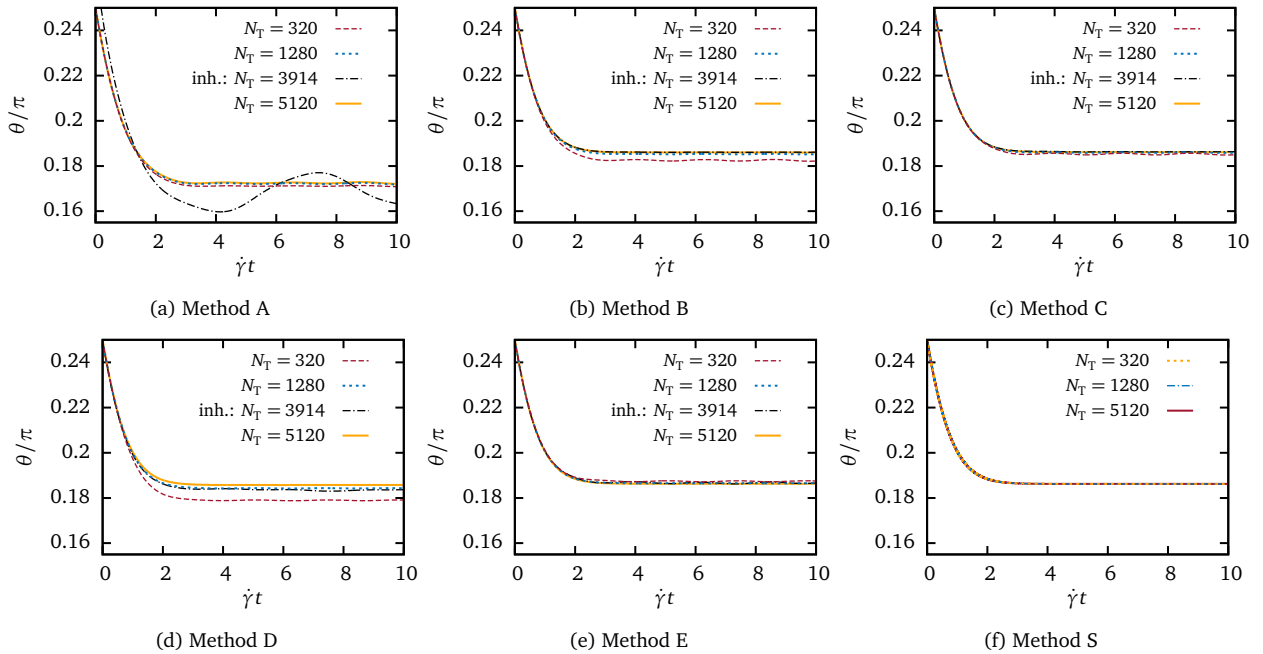 0.24
0.22
0.2
0.18
0.16
θ/π
N_T = 320
N_T = 1280
inh.: N_T = 3914
N_T = 5120
0 2 4 6 8 10
γ̇t
(a) Method A
0.24
0.22
0.2
0.18
0.16
θ/π
N_T = 320
N_T = 1280
inh.: N_T = 3914
N_T = 5120
0 2 4 6 8 10
γ̇t
(b) Method B
0.24
0.22
0.2
0.18
0.16
θ/π
N_T = 320
N_T = 1280
inh.: N_T = 3914
N_T = 5120
0 2 4 6 8 10
γ̇t
(c) Method C
0.24
0.22
0.2
0.18
0.16
θ/π
N_T = 320
N_T = 1280
inh.: N_T = 3914
N_T = 5120
0 2 4 6 8 10
γ̇t
(d) Method D
0.24
0.22
0.2
0.18
0.16
θ/π
N_T = 320
N_T = 1280
inh.: N_T = 3914
N_T = 5120
0 2 4 6 8 10
γ̇t
(e) Method E
0.24
0.22
0.2
0.18
0.16
θ/π
N_T = 320
N_T = 1280
N_T = 5120
0 2 4 6 8 10
γ̇t
(f) Method S